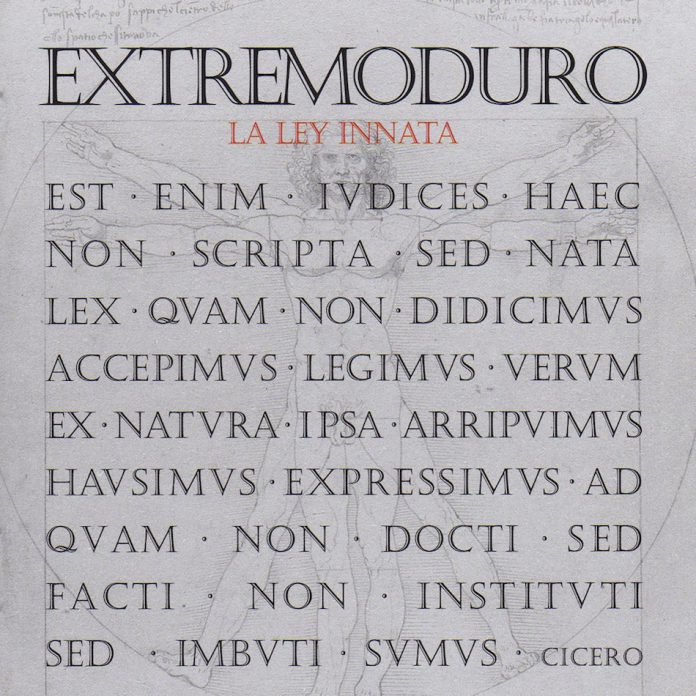 EXTREMODURO
LA LEY INNATA
EST · ENIM · IVDICES · HAEC
NON · SCRIPTA · SED · NATA
LEX · QVAM · NON · DIDICIMVS
ACCEPIMVS · LEGIMVS · VERVM
EX · NATVRA · IPSA · ARRIPVIMVS
HAVSIMVS · EXPRESSIMVS · AD
QVAM · NON · DOCTI · SED
FACTI · NON · INSTITVTI
SED · IMBVTI · SVMVS · CICERO